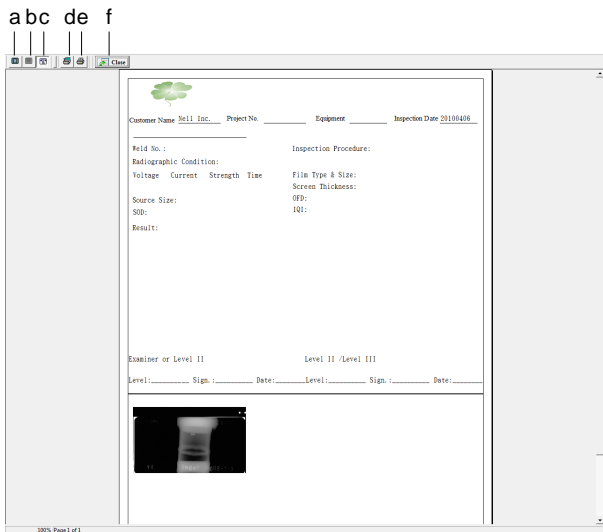 a b c d e f
Close
Customer Name Nell Inc. Project No. Equipment Inspection Date 20100406
Weld No.: Inspection Procedure:
Radiographic Condition:
Voltage Current Strength Time Film Type & Size:
Screen Thickness:
Source Size: OFD:
SOD: IQI:
Result:
Examiner or Level II Level II /Level III
Level: Sign.: Date: Level: Sign.: Date:
100% Page 1 of 1